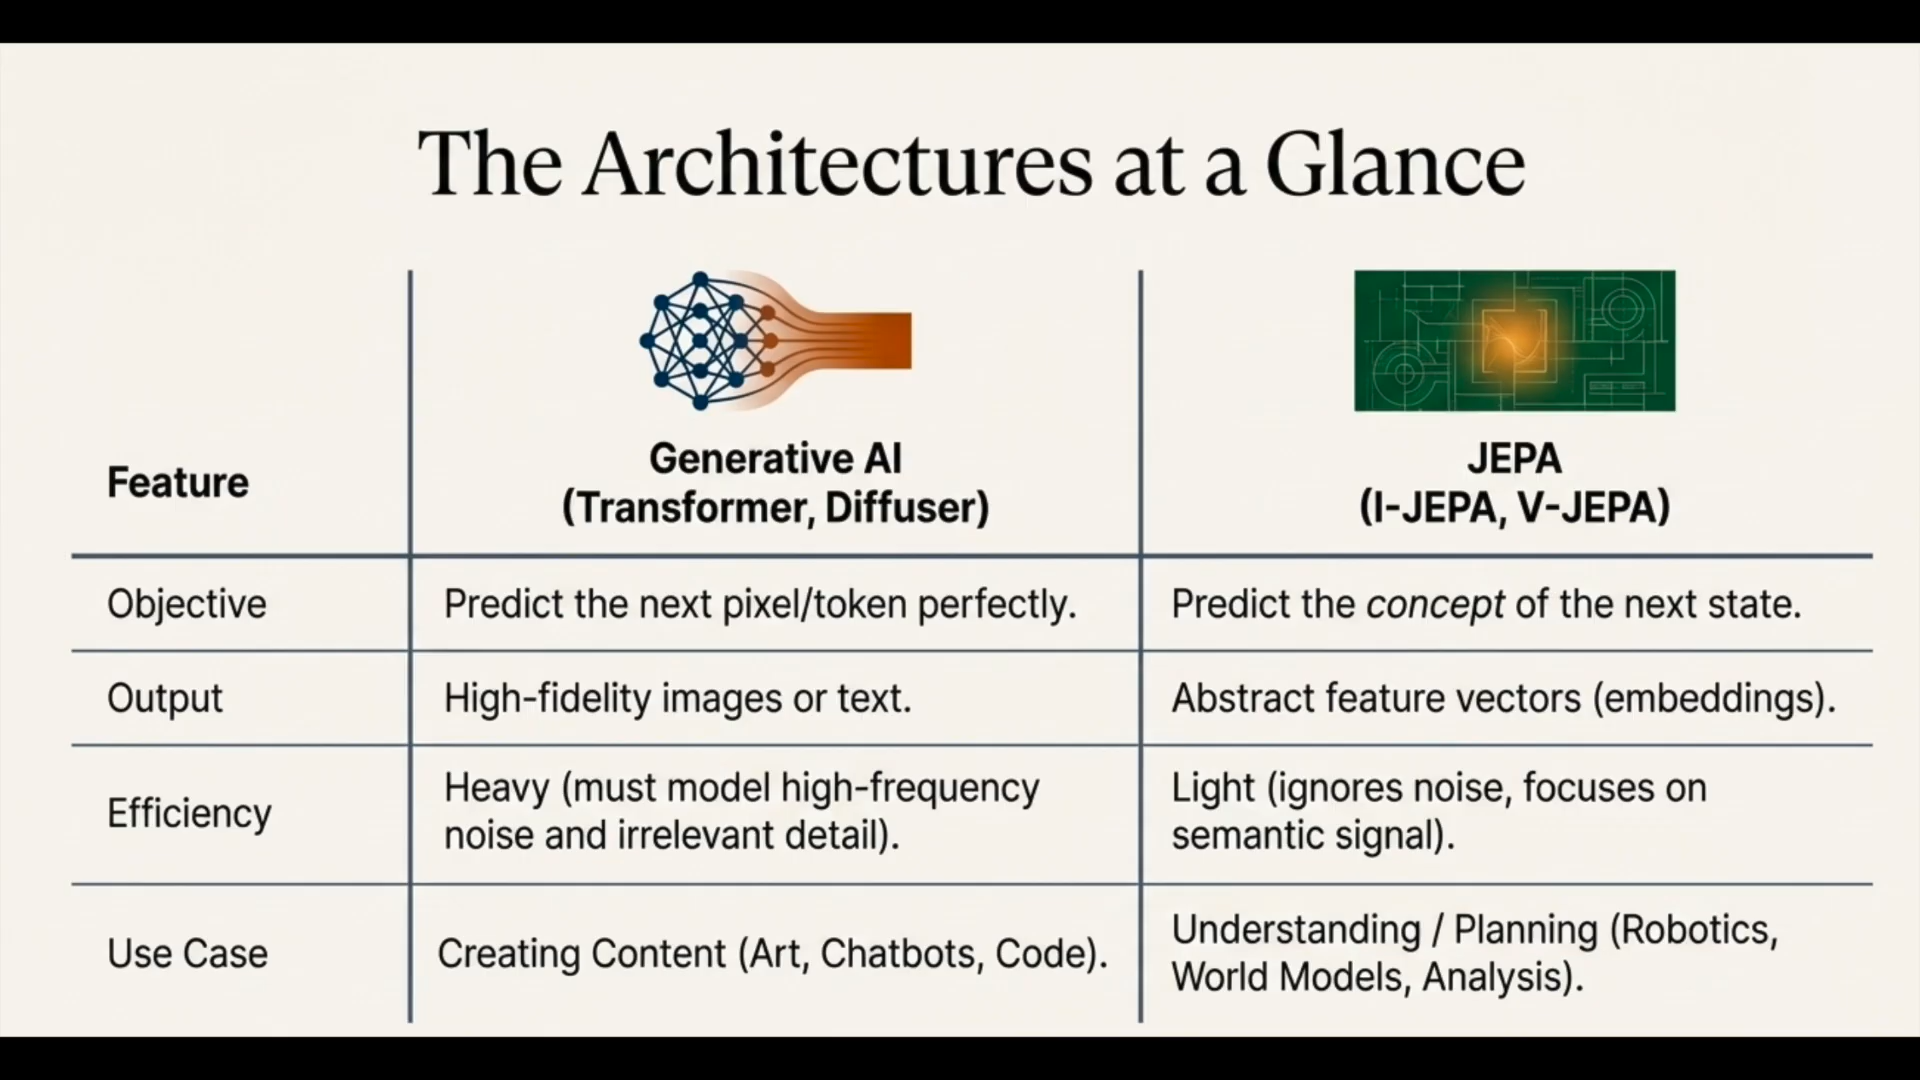 The Architectures at a Glance
Feature
Generative AI
(Transformer, Diffuser)
JEPA
(I-JEPA, V-JEPA)
Objective
Predict the next pixel/token perfectly.
Predict the concept of the next state.
Output
High-fidelity images or text.
Abstract feature vectors (embeddings).
Efficiency
Heavy (must model high-frequency
noise and irrelevant detail).
Light (ignores noise, focuses on
semantic signal).
Use Case
Creating Content (Art, Chatbots, Code).
Understanding / Planning (Robotics,
World Models, Analysis).